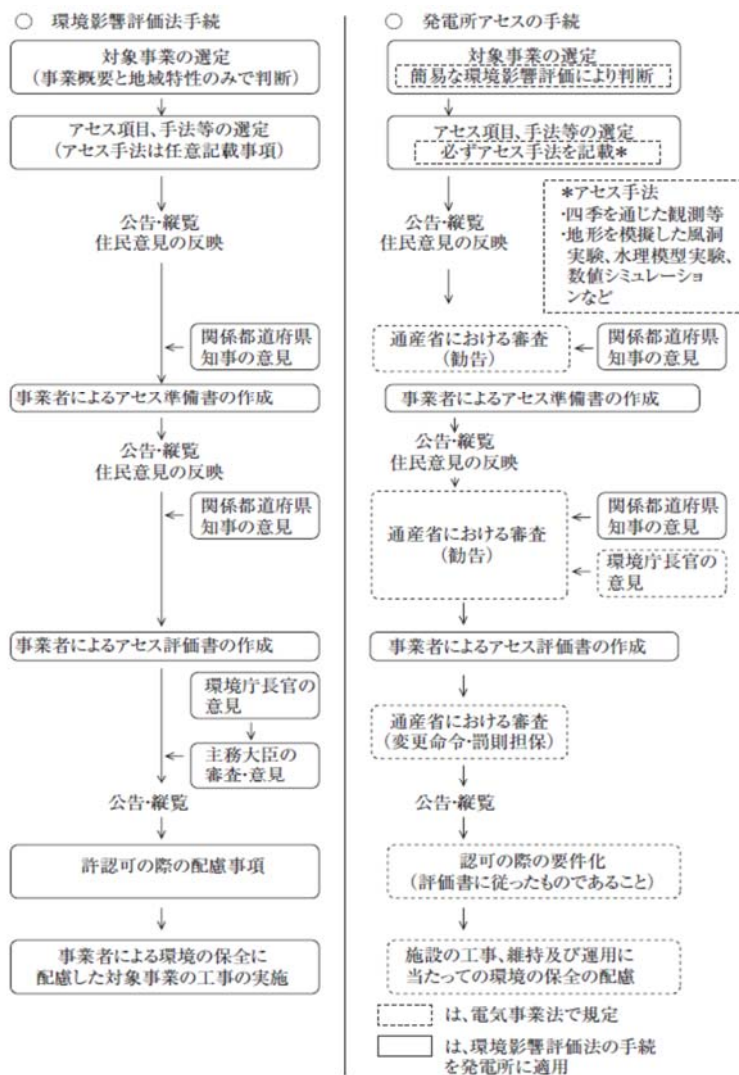 ○ 環境影響評価法手続
対象事業の選定
(事業概要と地域特性のみで判断)
アセス項目、手法等の選定
(アセス手法は任意記載事項)
公告・縦覧
住民意見の反映
関係都道府県
知事の意見
事業者によるアセス準備書の作成
公告・縦覧
住民意見の反映
関係都道府県
知事の意見
事業者によるアセス評価書の作成
環境庁長官の
意見
主務大臣の
審査・意見
公告・縦覧
許認可の際の配慮事項
事業者による環境の保全に
配慮した対象事業の工事の実施
○ 発電所アセスの手続
対象事業の選定
簡易な環境影響評価により判断
アセス項目、手法等の選定
必ずアセス手法を記載*
*アセス手法
・四季を通じた観測等
・地形を模擬した風洞
実験、水理模型実験、
数値シミュレーショ
ンなど
公告・縦覧
住民意見の反映
通産省における審査
(勧告)
関係都道府県
知事の意見
事業者によるアセス準備書の作成
公告・縦覧
住民意見の反映
通産省における審査
(勧告)
関係都道府県
知事の意見
環境庁長官の
意見
事業者によるアセス評価書の作成
通産省における審査
(変更命令・罰則担保)
公告・縦覧
認可の際の要件化
(評価書に従ったものであること)
施設の工事、維持及び運用に
当たっての環境の保全の配慮
は、電気事業法で規定
は、環境影響評価法の手続
を発電所に適用